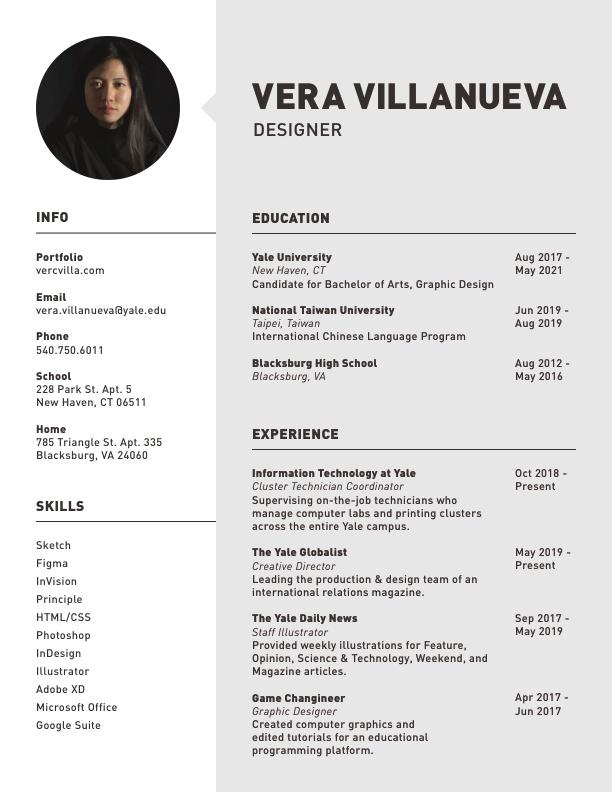 VERA VILLANUEVA
DESIGNER
INFO
Portfolio
vercvilla.com
Email
vera.villanueva@yale.edu
Phone
540.750.6011
School
228 Park St. Apt. 5
New Haven, CT 06511
Home
785 Triangle St. Apt. 335
Blacksburg, VA 24060
SKILLS
Sketch
Figma
InVision
Principle
HTML/CSS
Photoshop
InDesign
Illustrator
Adobe XD
Microsoft Office
Google Suite
EDUCATION
Yale University
Aug 2017 -
New Haven, CT
May 2021
Candidate for Bachelor of Arts, Graphic Design
National Taiwan University
Jun 2019 -
Taipei, Taiwan
Aug 2019
International Chinese Language Program
Blacksburg High School
Aug 2012 -
Blacksburg, VA
May 2016
EXPERIENCE
Information Technology at Yale
Oct 2018 -
Cluster Technician Coordinator
Present
Supervising on-the-job technicians who
manage computer labs and printing clusters
across the entire Yale campus.
The Yale Globalist
May 2019 -
Creative Director
Present
Leading the production & design team of an
international relations magazine.
The Yale Daily News
Sep 2017 -
Staff Illustrator
May 2019
Provided weekly illustrations for Feature,
Opinion, Science & Technology, Weekend, and
Magazine articles.
Game Changineer
Apr 2017 -
Graphic Designer
Jun 2017
Created computer graphics and
edited tutorials for an educational
programming platform.